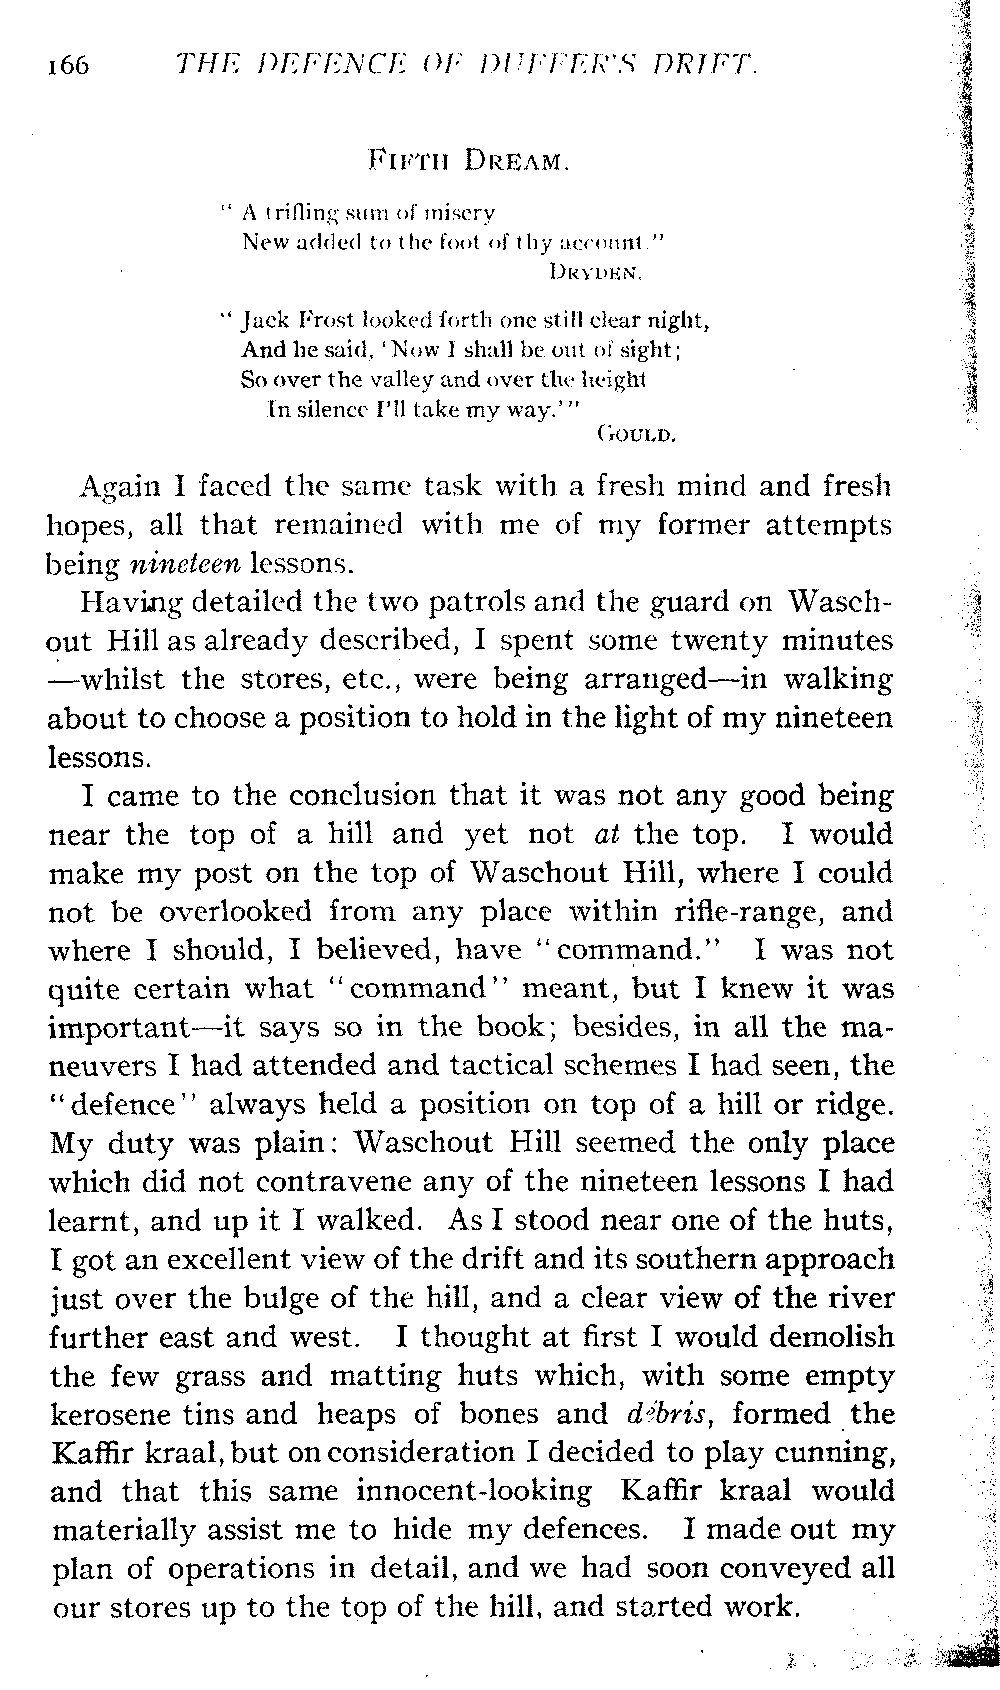 166 THE DEFENCE OF DUFFER'S DRIFT.
FIFTH DREAM.
"A trifling sum of misery
New added to the foot of thy account."
DRYDEN.
"Jack Frost looked forth one still clear night,
And he said, 'Now I shall be out of sight;
So over the valley and over the height
In silence I'll take my way.'"
GOULD.
Again I faced the same task with a fresh mind and fresh
hopes, all that remained with me of my former attempts
being nineteen lessons.
Having detailed the two patrols and the guard on Wasch-
out Hill as already described, I spent some twenty minutes
—whilst the stores, etc., were being arranged—in walking
about to choose a position to hold in the light of my nineteen
lessons.
I came to the conclusion that it was not any good being
near the top of a hill and yet not at the top. I would
make my post on the top of Waschout Hill, where I could
not be overlooked from any place within rifle-range, and
where I should, I believed, have "command." I was not
quite certain what "command" meant, but I knew it was
important—it says so in the book; besides, in all the ma-
neuvers I had attended and tactical schemes I had seen, the
"defence" always held a position on top of a hill or ridge.
My duty was plain: Waschout Hill seemed the only place
which did not contravene any of the nineteen lessons I had
learnt, and up it I walked. As I stood near one of the huts,
I got an excellent view of the drift and its southern approach
just over the bulge of the hill, and a clear view of the river
further east and west. I thought at first I would demolish
the few grass and matting huts which, with some empty
kerosene tins and heaps of bones and débris, formed the
Kaffir kraal, but on consideration I decided to play cunning,
and that this same innocent-looking Kaffir kraal would
materially assist me to hide my defences. I made out my
plan of operations in detail, and we had soon conveyed all
our stores up to the top of the hill, and started work.